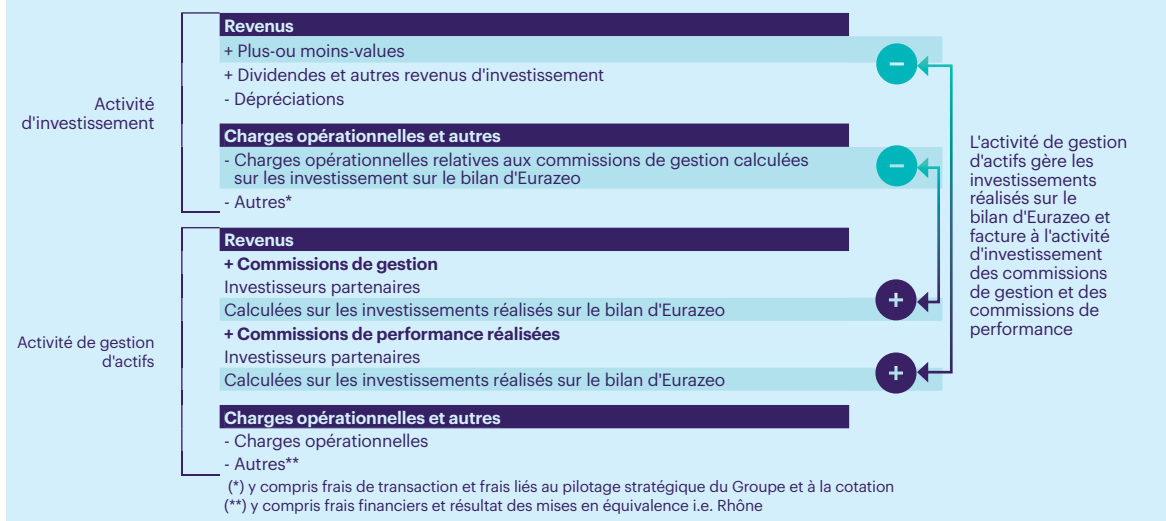 Activité
d'investissement
Revenus
+ Plus-ou moins-values
+ Dividendes et autres revenus d'investissement
- Dépréciations
Charges opérationnelles et autres
- Charges opérationnelles relatives aux commissions de gestion calculées
sur les investissement sur le bilan d'Eurazeo
- Autres*
Activité de gestion
d'actifs
Revenus
+ Commissions de gestion
Investisseurs partenaires
Calculées sur les investissements réalisés sur le bilan d'Eurazeo
+ Commissions de performance réalisées
Investisseurs partenaires
Calculées sur les investissements réalisés sur le bilan d'Eurazeo
Charges opérationnelles et autres
- Charges opérationnelles
- Autres**
−
−
+
+
L'activité de gestion
d'actifs gère les
investissements
réalisés sur le
bilan d'Eurazeo et
facture à l'activité
d'investissement
des commissions
de gestion et des
commissions de
performance
(*) y compris frais de transaction et frais liés au pilotage stratégique du Groupe et à la cotation
(**) y compris frais financiers et résultat des mises en équivalence i.e. Rhône